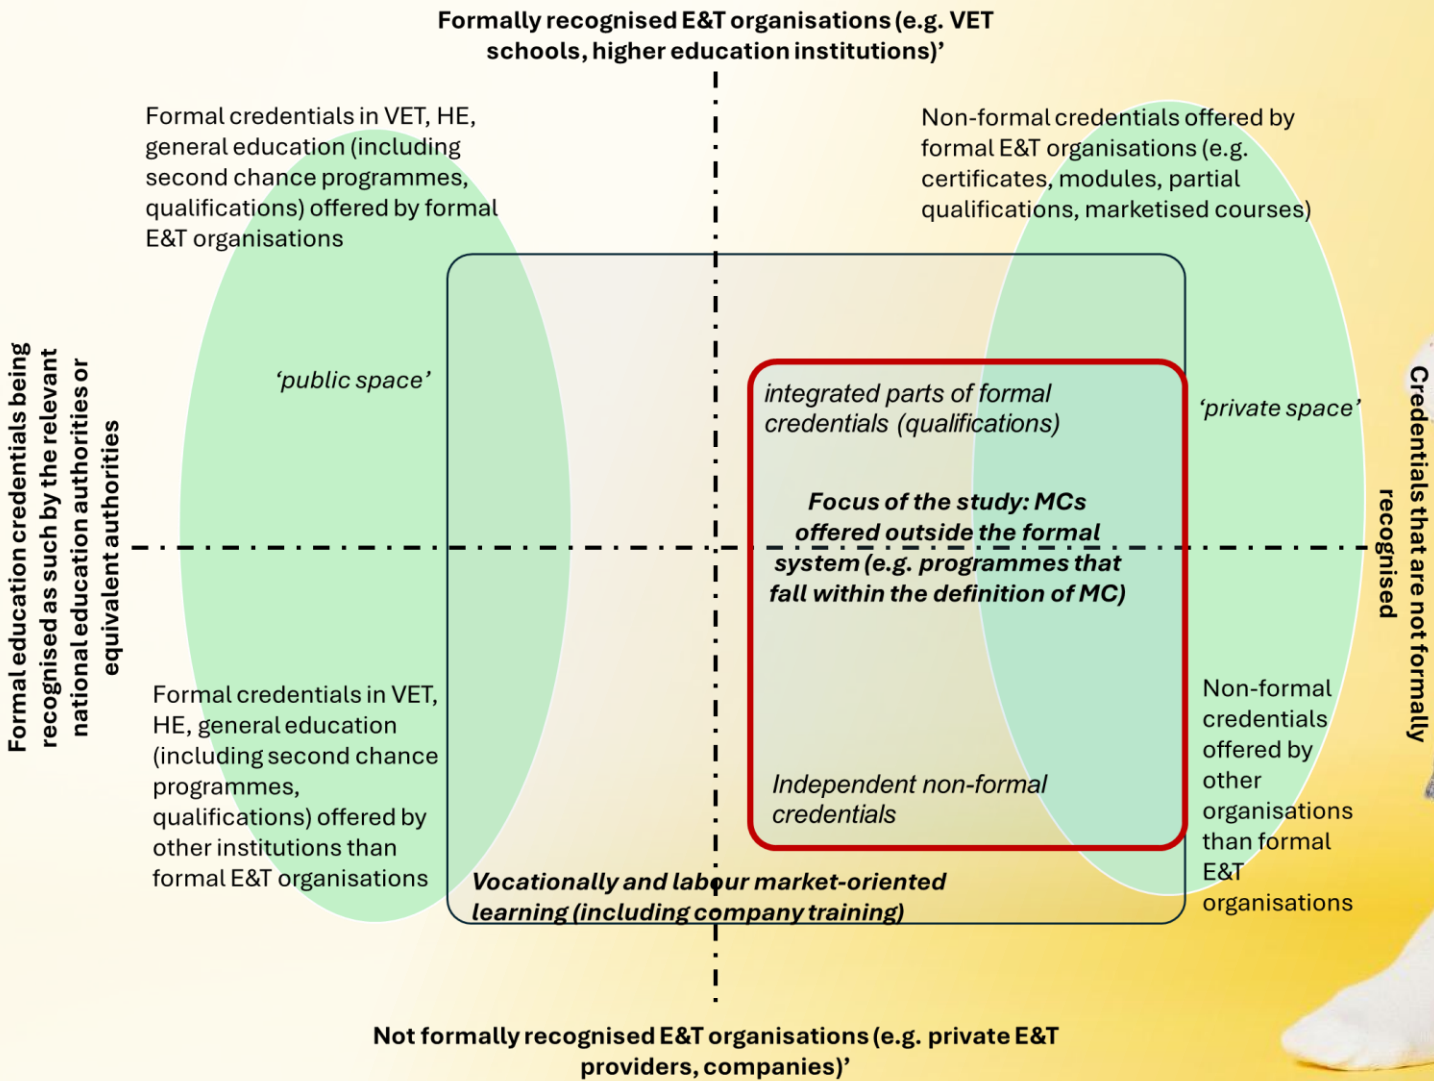 Formally recognised E&T organisations (e.g. VET
schools, higher education institutions)’
Formal credentials in VET, HE,
general education (including
second chance programmes,
qualifications) offered by formal
E&T organisations
Non-formal credentials offered by
formal E&T organisations (e.g.
certificates, modules, partial
qualifications, marketised courses)
Formal education credentials being
recognised as such by the relevant
national education authorities or
equivalent authorities
‘public space’
integrated parts of formal
credentials (qualifications)
‘private space’
Credentials that are not formally
recognised
Focus of the study: MCs
offered outside the formal
system (e.g. programmes that
fall within the definition of MC)
Formal credentials in VET,
HE, general education
(including second chance
programmes,
qualifications) offered by
other institutions than
formal E&T organisations
Independent non-formal
credentials
Non-formal
credentials
offered by
other
organisations
than formal
E&T
organisations
Vocationally and labour market-oriented
learning (including company training)
Not formally recognised E&T organisations (e.g. private E&T
providers, companies)’